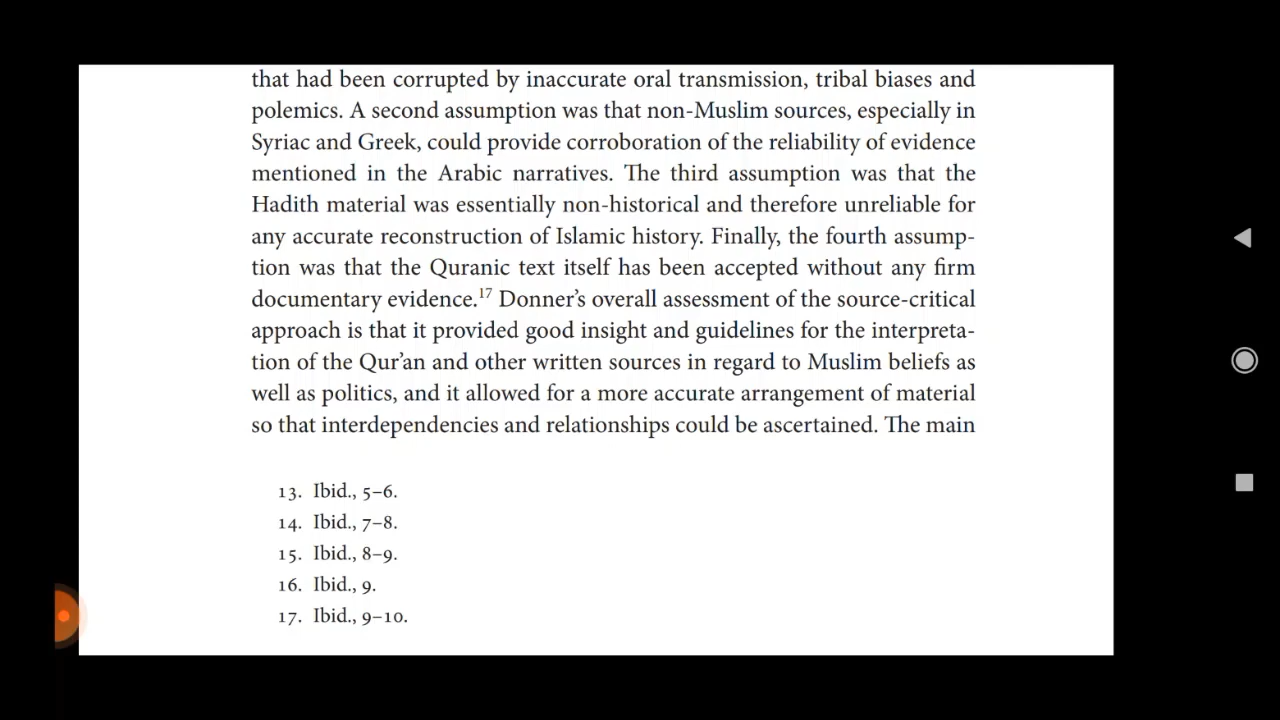 that had been corrupted by inaccurate oral transmission, tribal biases and
polemics. A second assumption was that non-Muslim sources, especially in
Syriac and Greek, could provide corroboration of the reliability of evidence
mentioned in the Arabic narratives. The third assumption was that the
Hadith material was essentially non-historical and therefore unreliable for
any accurate reconstruction of Islamic history. Finally, the fourth assump-
tion was that the Quranic text itself has been accepted without any firm
documentary evidence.17 Donner’s overall assessment of the source-critical
approach is that it provided good insight and guidelines for the interpreta-
tion of the Qur’an and other written sources in regard to Muslim beliefs as
well as politics, and it allowed for a more accurate arrangement of material
so that interdependencies and relationships could be ascertained. The main
13. Ibid., 5–6.
14. Ibid., 7–8.
15. Ibid., 8–9.
16. Ibid., 9.
17. Ibid., 9–10.